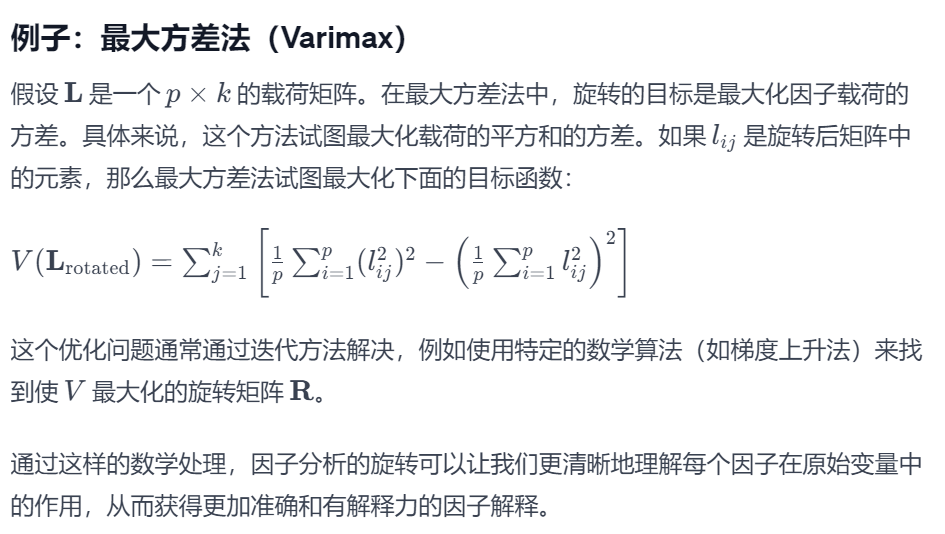 例子：最大方差法（Varimax）
假设 L 是一个 p × k 的载荷矩阵。在最大方差法中，旋转的目标是最大化因子载荷的
方差。具体来说，这个方法试图最大化载荷的平方和的方差。如果 l_{ij} 是旋转后矩阵中
的元素，那么最大方差法试图最大化下面的目标函数：
V(L_{rotated}) = \sum_{j=1}^{k} \left[ \frac{1}{p} \sum_{i=1}^{p} (l_{ij}^2)^2 - \left( \frac{1}{p} \sum_{i=1}^{p} l_{ij}^2 \right)^2 \right]
这个优化问题通常通过迭代方法解决，例如使用特定的数学算法（如梯度上升法）来找
到使 V 最大化的旋转矩阵 R。
通过这样的数学处理，因子分析的旋转可以让我们更清晰地理解每个因子在原始变量中
的作用，从而获得更加准确和有解释力的因子解释。